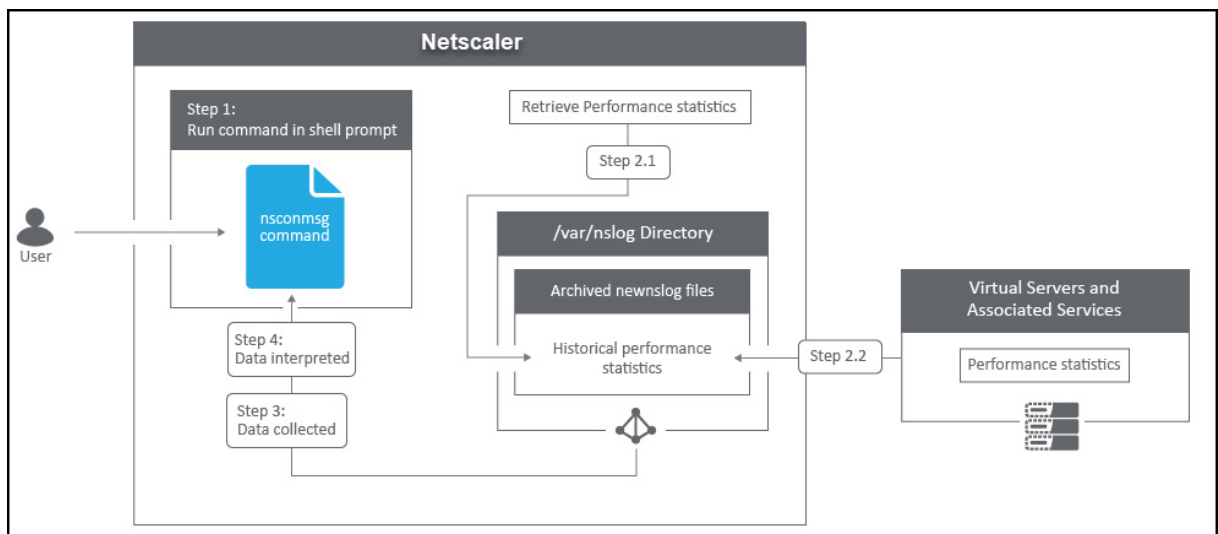 Netscaler
Step 1:
Run command in shell prompt
nsconmsg
command
User
Step 4:
Data interpreted
Step 3:
Data collected
Retrieve Performance statistics
Step 2.1
/var/nslog Directory
Archived newnslog files
Historical performance
statistics
Step 2.2
Virtual Servers and
Associated Services
Performance statistics